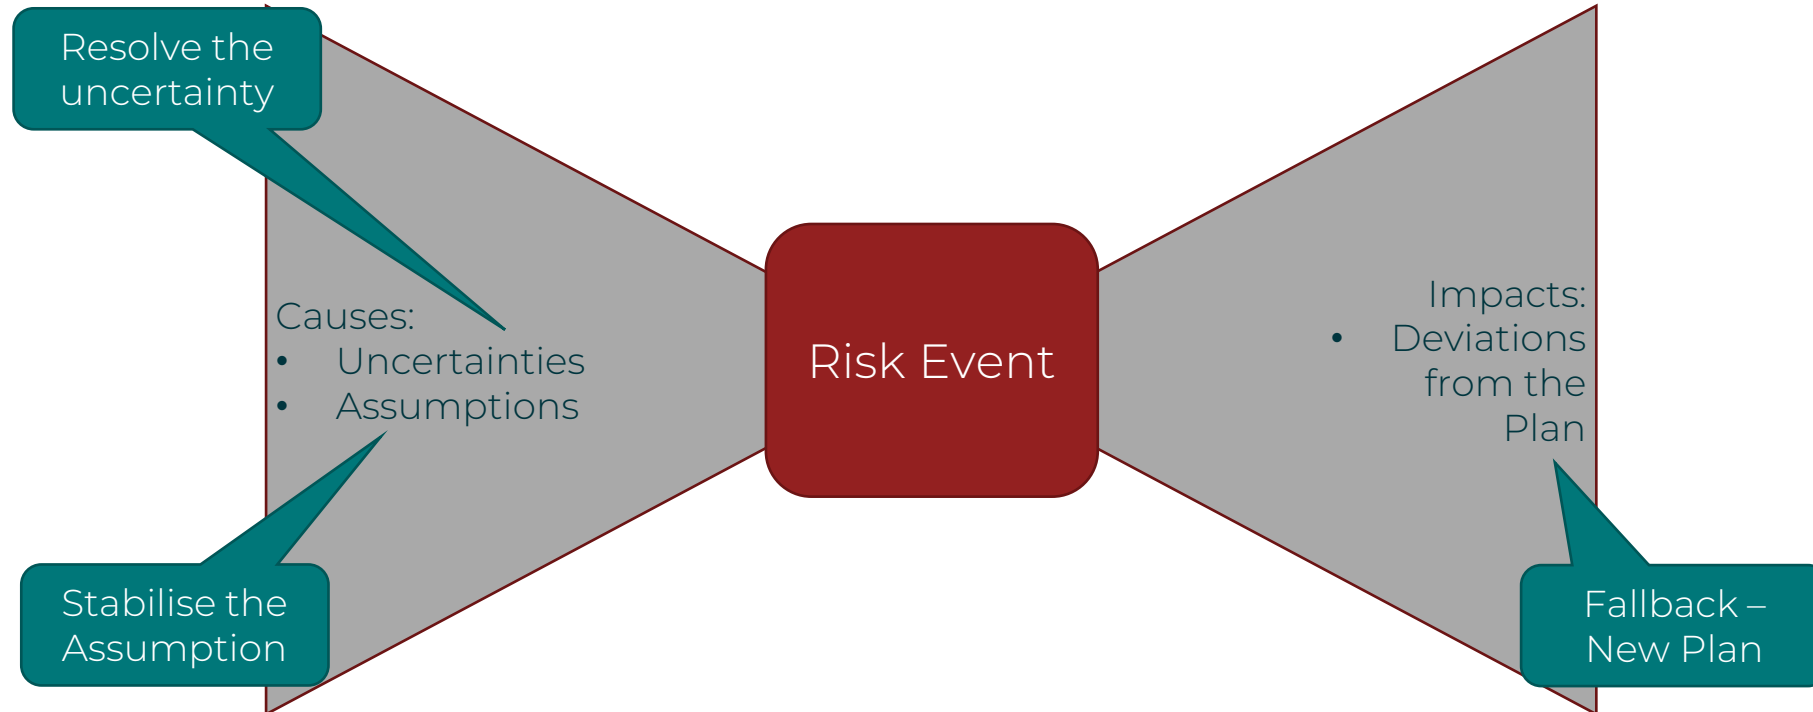 Resolve the
uncertainty
Causes:
• Uncertainties
• Assumptions
Stabilise the
Assumption
Risk Event
Impacts:
• Deviations
from the
Plan
Fallback –
New Plan